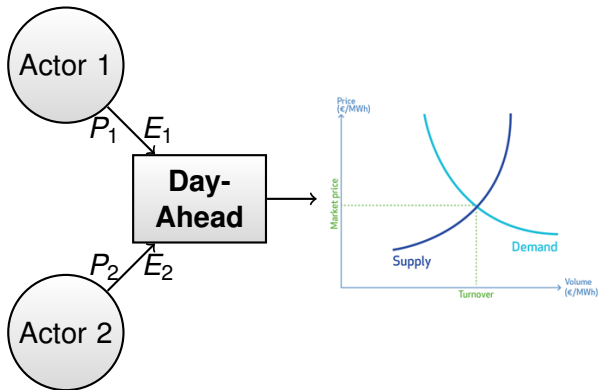 Actor 1
P1 E1
Day-
Ahead
P2 E2
Actor 2
Price
(€/MWh)
Market price
Demand
Supply
Volume
(€/MWh)
Turnover